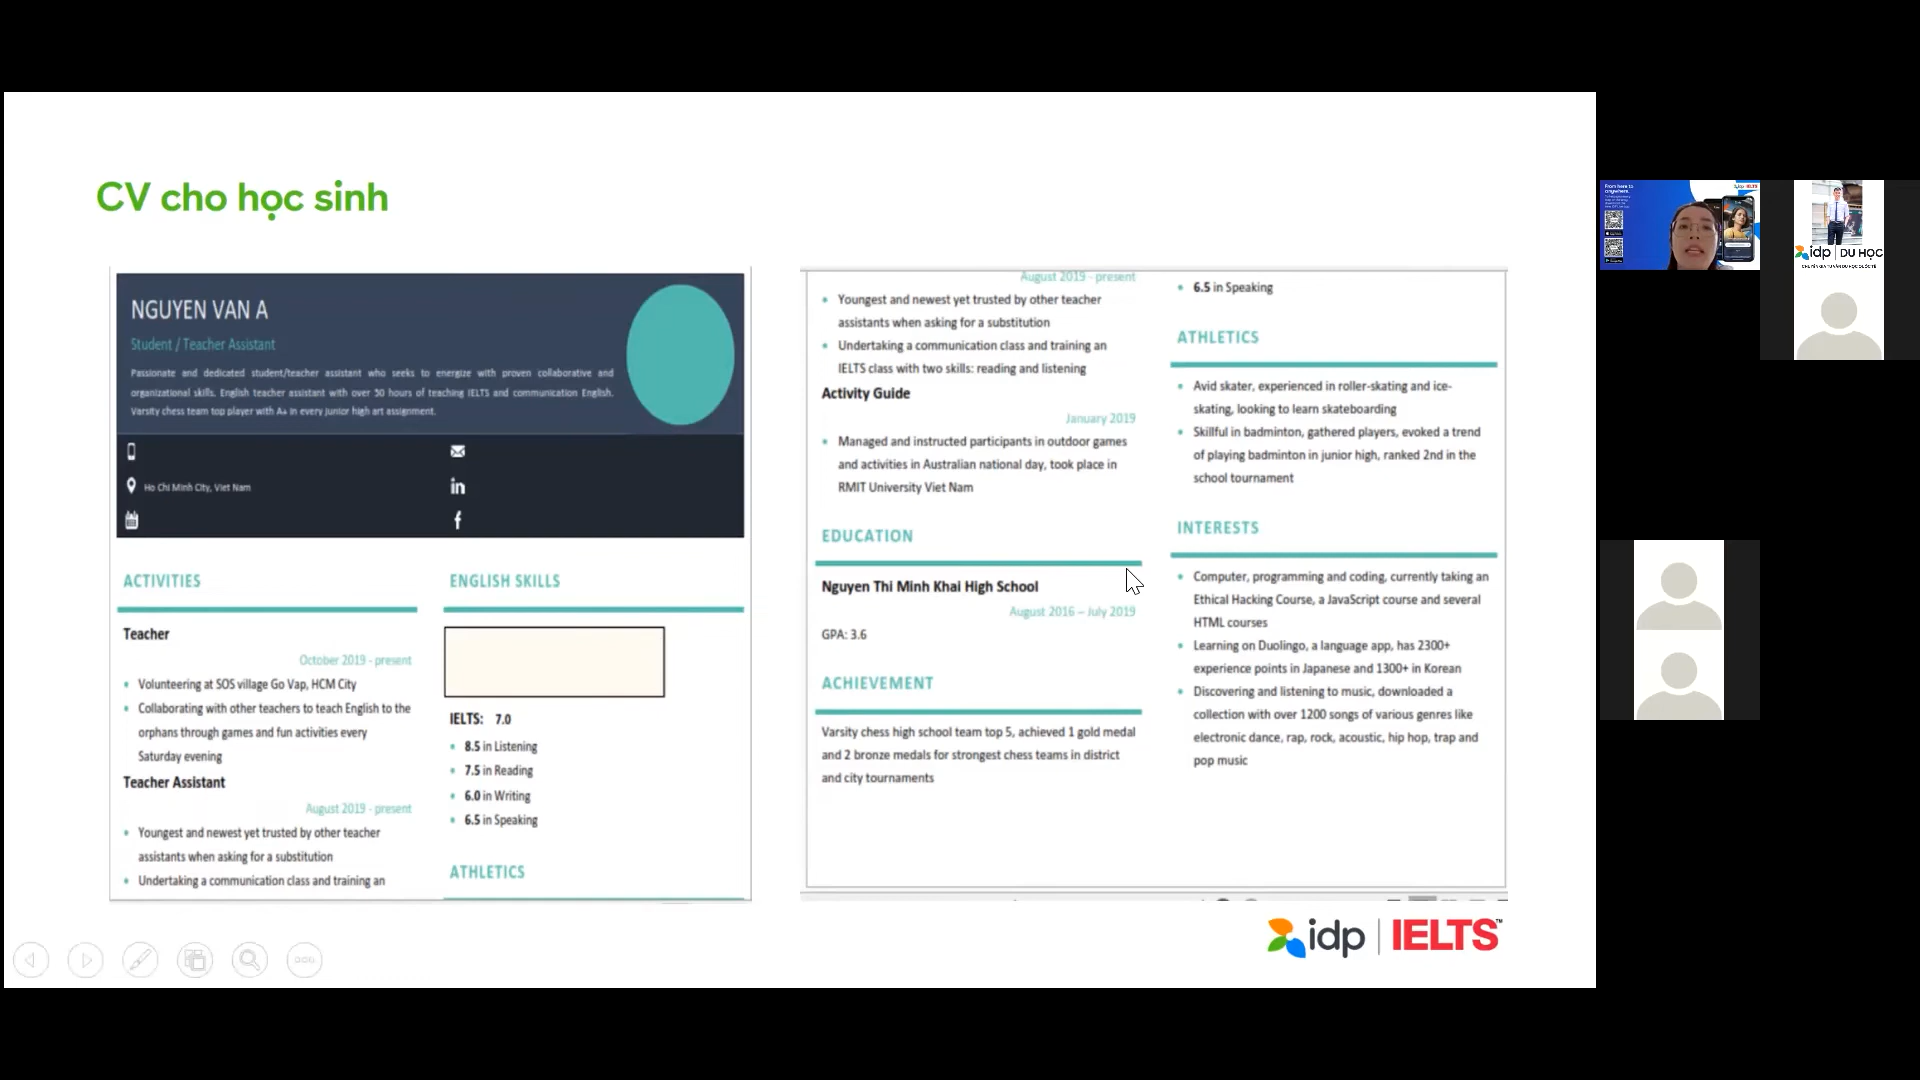 CV cho học sinh
NGUYEN VAN A
Student / Teacher Assistant
Passionate and dedicated student/teacher assistant who seeks to energize with proven collaborative and
organizational skills. English teacher assistant with over 50 hours of teaching IELTS and communication English.
Varsity chess team top player with A+ in every junior high art assignment.
Ho Chi Minh City, Viet Nam
ACTIVITIES
Teacher
October 2019 - present
• Volunteering at SOS village Go Vap, HCM City
• Collaborating with other teachers to teach English to the
orphans through games and fun activities every
Saturday evening
Teacher Assistant
August 2019 - present
• Youngest and newest yet trusted by other teacher
assistants when asking for a substitution
• Undertaking a communication class and training an
ENGLISH SKILLS
IELTS: 7.0
• 8.5 in Listening
• 7.5 in Reading
• 6.0 in Writing
• 6.5 in Speaking
ATHLETICS
August 2019 - present
• Youngest and newest yet trusted by other teacher
assistants when asking for a substitution
• Undertaking a communication class and training an
IELTS class with two skills: reading and listening
Activity Guide
January 2019
• Managed and instructed participants in outdoor games
and activities in Australian national day, took place in
RMIT University Viet Nam
EDUCATION
Nguyen Thi Minh Khai High School
August 2016 – July 2019
GPA: 3.6
ACHIEVEMENT
Varsity chess high school team top 5, achieved 1 gold medal
and 2 bronze medals for strongest chess teams in district
and city tournaments
• 6.5 in Speaking
ATHLETICS
• Avid skater, experienced in roller-skating and ice-
skating, looking to learn skateboarding
• Skillful in badminton, gathered players, evoked a trend
of playing badminton in junior high, ranked 2nd in the
school tournament
INTERESTS
• Computer, programming and coding, currently taking an
Ethical Hacking Course, a JavaScript course and several
HTML courses
• Learning on Duolingo, a language app, has 2300+
experience points in Japanese and 1300+ in Korean
• Discovering and listening to music, downloaded a
collection with over 1200 songs of various genres like
electronic dance, rap, rock, acoustic, hip hop, trap and
pop music
idp | IELTS™
From here to
anywhere.
idp IELTS
idp | DU HỌC